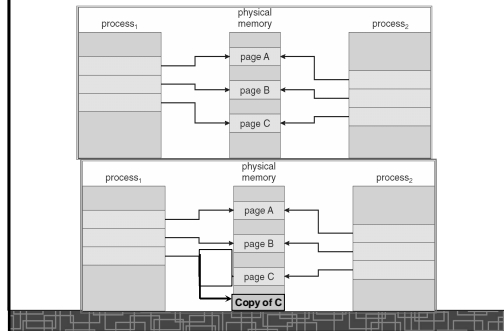 physical
memory
process₁
process₂
page A
page B
page C
physical
memory
process₁
process₂
page A
page B
page C
Copy of C